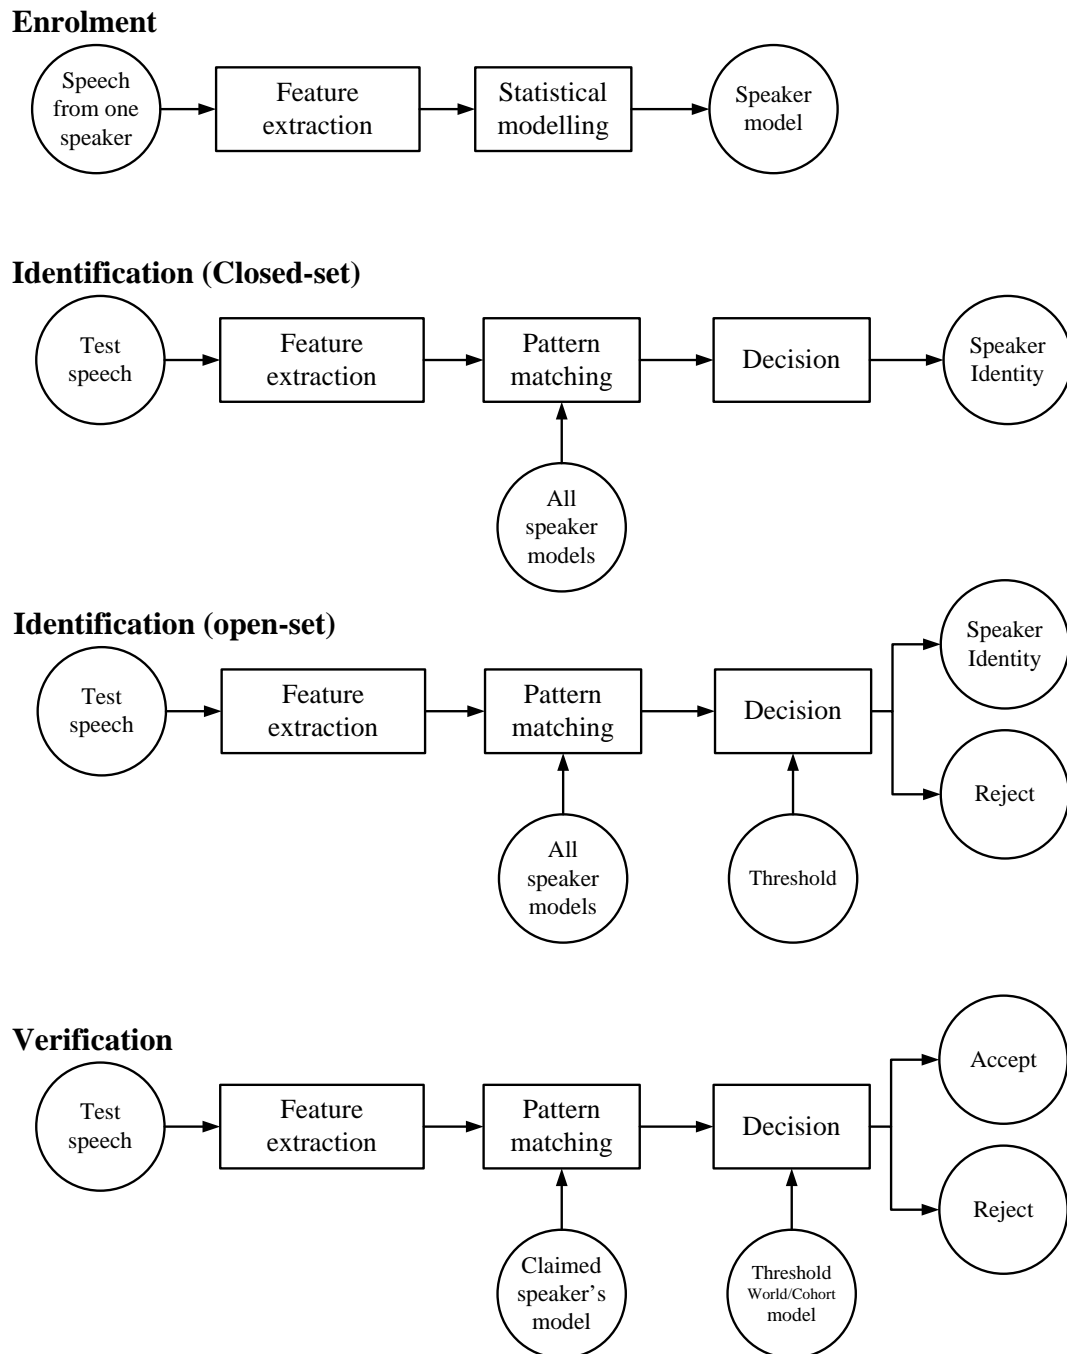 Enrolment
Speech
from one
speaker
Feature
extraction
Statistical
modelling
Speaker
model
Identification (Closed-set)
Test
speech
Feature
extraction
Pattern
matching
Decision
Speaker
Identity
All
speaker
models
Identification (open-set)
Test
speech
Feature
extraction
Pattern
matching
Decision
Speaker
Identity
Reject
All
speaker
models
Threshold
Verification
Test
speech
Feature
extraction
Pattern
matching
Decision
Accept
Reject
Claimed
speaker’s
model
Threshold
World/Cohort
model